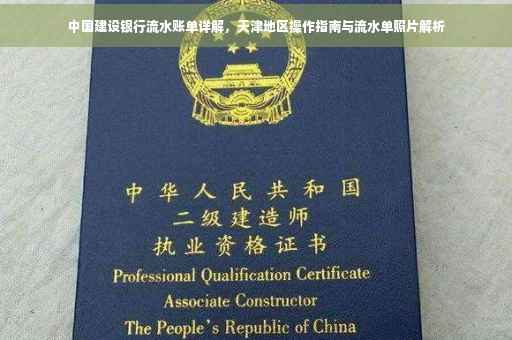 中国建设银行流水账单详解，天津地区操作指南与流水单照片解析
中华人民共和国
二级建造师
执业资格证书
Professional Qualification Certificate
Associate Constructor
The People's Republic of China